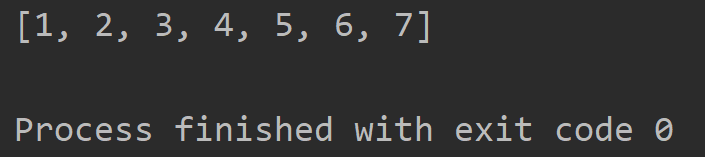 [1, 2, 3, 4, 5, 6, 7]
Process finished with exit code 0